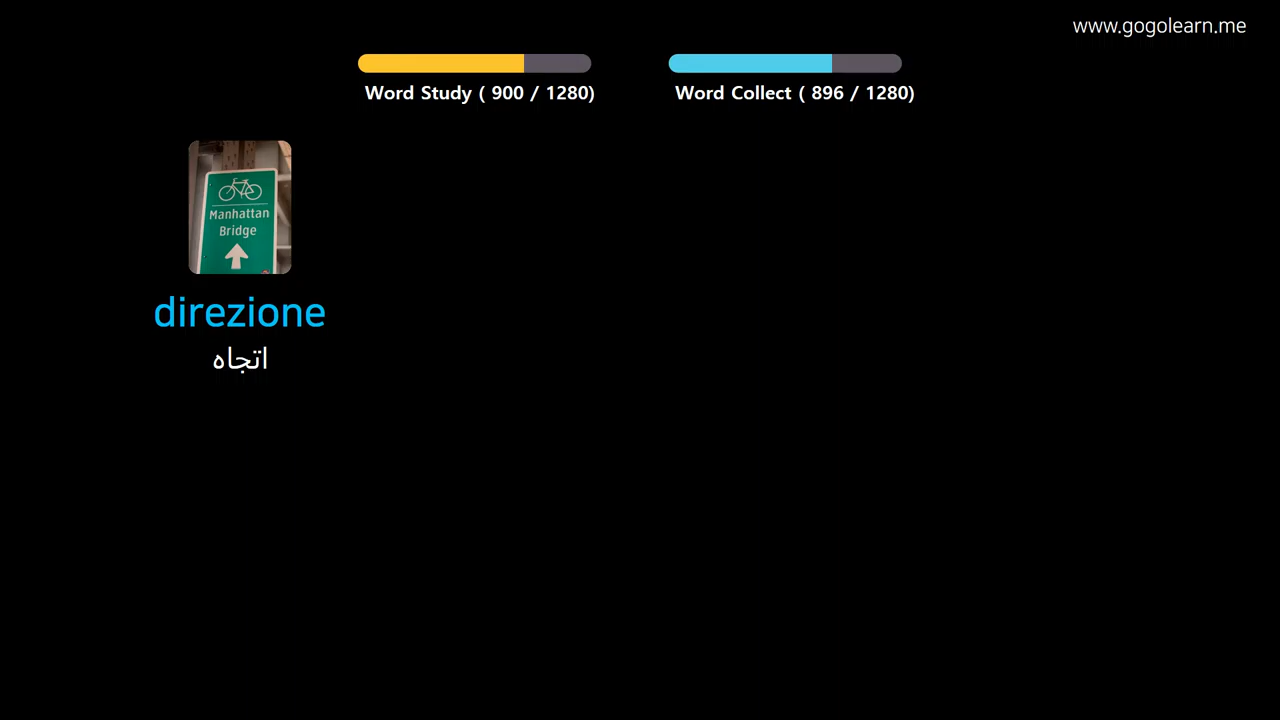 www.gogolearn.me
Word Study ( 900 / 1280)
Word Collect ( 896 / 1280)
Manhattan
Bridge
direzione
اتجاه